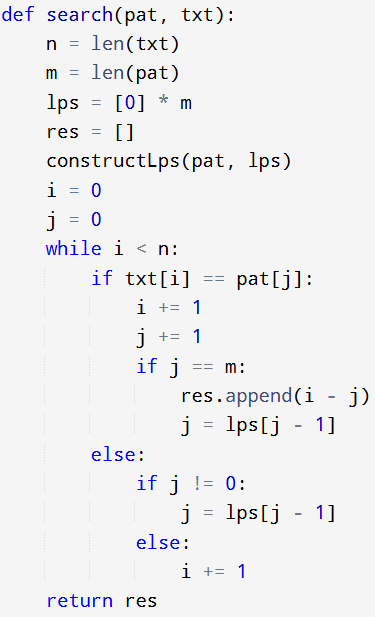 def search(pat, txt):
    n = len(txt)
    m = len(pat)
    lps = [0] * m
    res = []
    constructLps(pat, lps)
    i = 0
    j = 0
    while i < n:
        if txt[i] == pat[j]:
            i += 1
            j += 1
            if j == m:
                res.append(i - j)
                j = lps[j - 1]
        else:
            if j != 0:
                j = lps[j - 1]
            else:
                i += 1
    return res